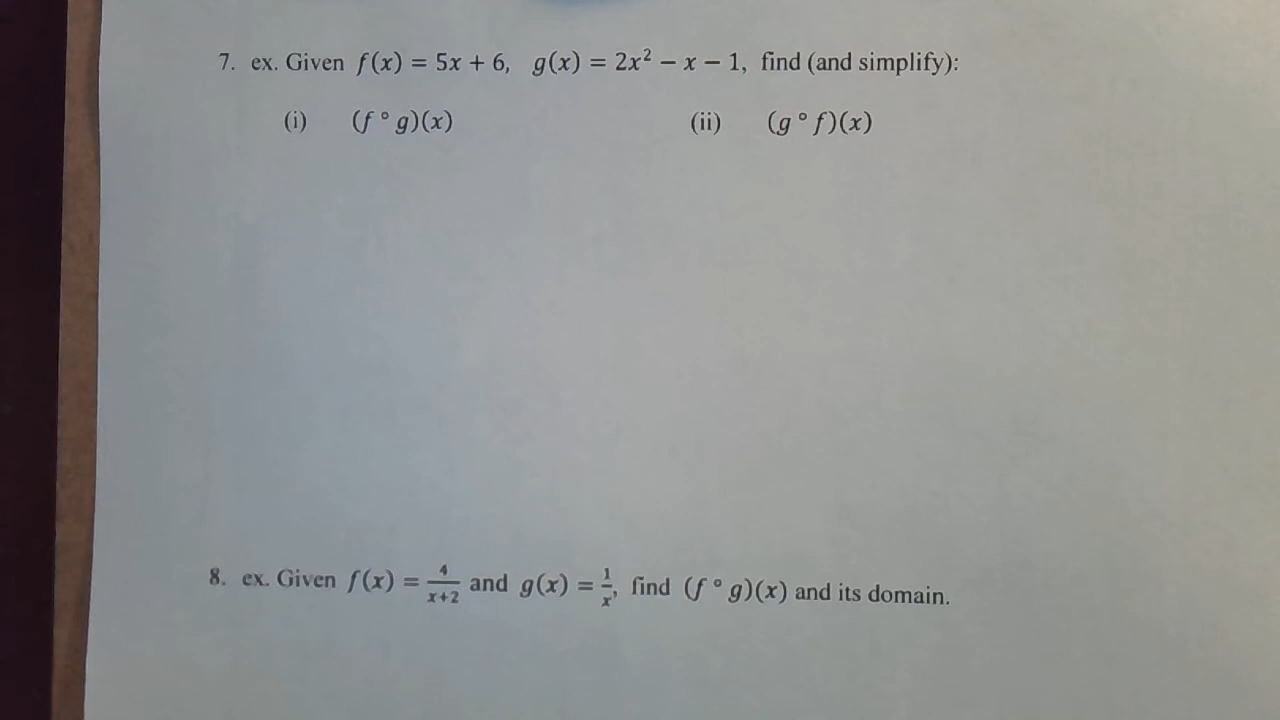 7. ex. Given f(x) = 5x + 6, g(x) = 2x² − x − 1, find (and simplify):
(i) (f ∘ g)(x) (ii) (g ∘ f)(x)
8. ex. Given f(x) = 4/(x+2) and g(x) = 1/x, find (f ∘ g)(x) and its domain.